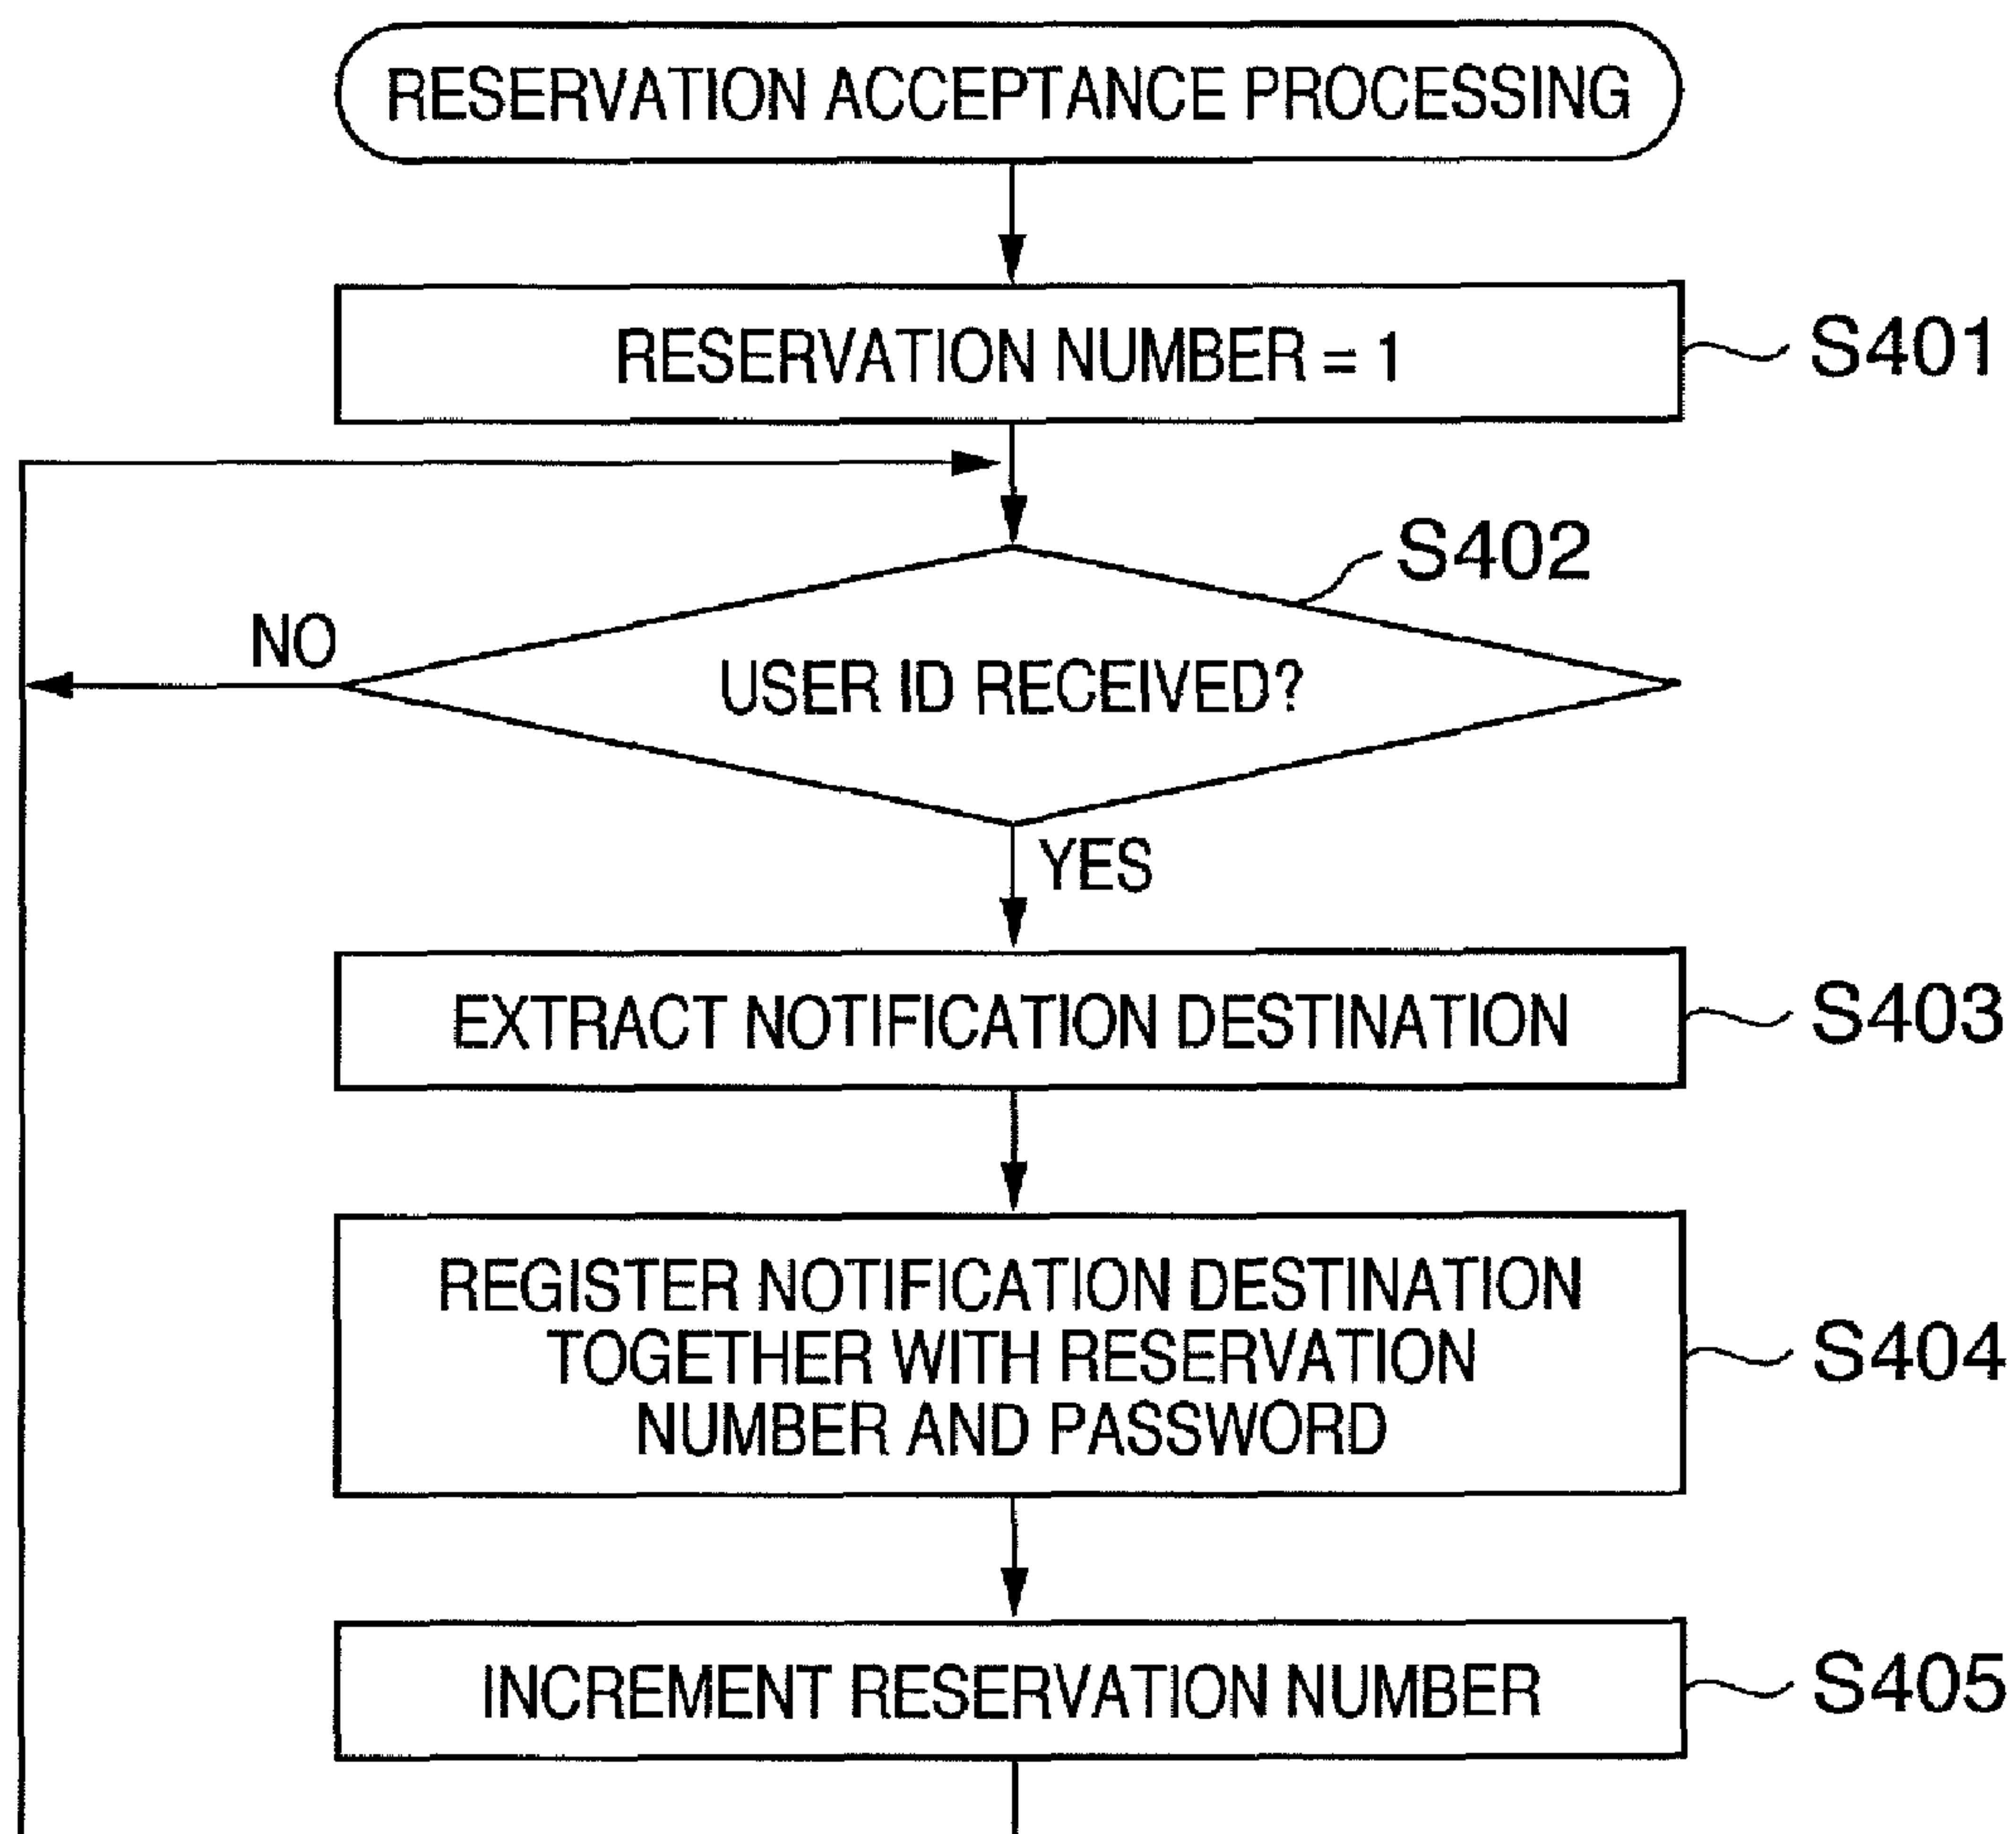 RESERVATION ACCEPTANCE PROCESSING
RESERVATION NUMBER = 1
S401
S402
NO
USER ID RECEIVED?
YES
EXTRACT NOTIFICATION DESTINATION
S403
REGISTER NOTIFICATION DESTINATION
TOGETHER WITH RESERVATION
NUMBER AND PASSWORD
S404
INCREMENT RESERVATION NUMBER
S405